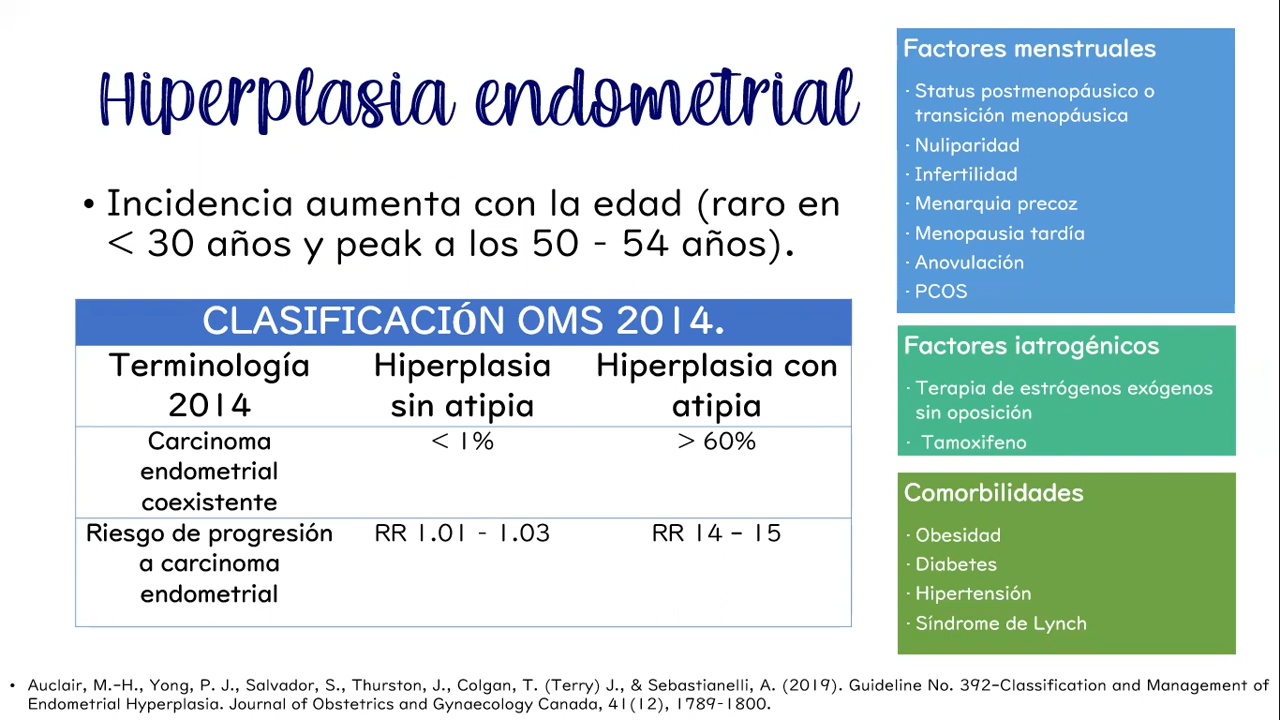 Hiperplasia endometrial
• Incidencia aumenta con la edad (raro en
< 30 años y peak a los 50 - 54 años).
CLASIFICACIÓN OMS 2014.
Terminología
2014
Hiperplasia
sin atipia
Hiperplasia con
atipia
Carcinoma
endometrial
coexistente
< 1%
> 60%
Riesgo de progresión
a carcinoma
endometrial
RR 1.01 - 1.03
RR 14 – 15
Factores menstruales
· Status postmenopáusico o
transición menopáusica
· Nuliparidad
· Infertilidad
· Menarquia precoz
· Menopausia tardía
· Anovulación
· PCOS
Factores iatrogénicos
· Terapia de estrógenos exógenos
sin oposición
· Tamoxifeno
Comorbilidades
· Obesidad
· Diabetes
· Hipertensión
· Síndrome de Lynch
• Auclair, M.-H., Yong, P. J., Salvador, S., Thurston, J., Colgan, T. (Terry) J., & Sebastianelli, A. (2019). Guideline No. 392-Classification and Management of
Endometrial Hyperplasia. Journal of Obstetrics and Gynaecology Canada, 41(12), 1789-1800.